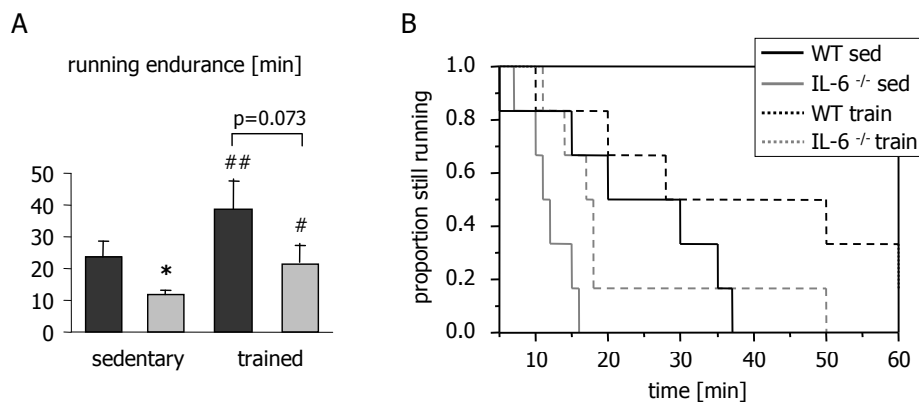 A
running endurance [min]
p=0.073
##
#
*
50
40
30
20
10
0
sedentary trained
B
WT sed
IL-6 -/- sed
WT train
IL-6 -/- train
proportion still running
1.0
0.8
0.6
0.4
0.2
0.0
10 20 30 40 50 60
time [min]